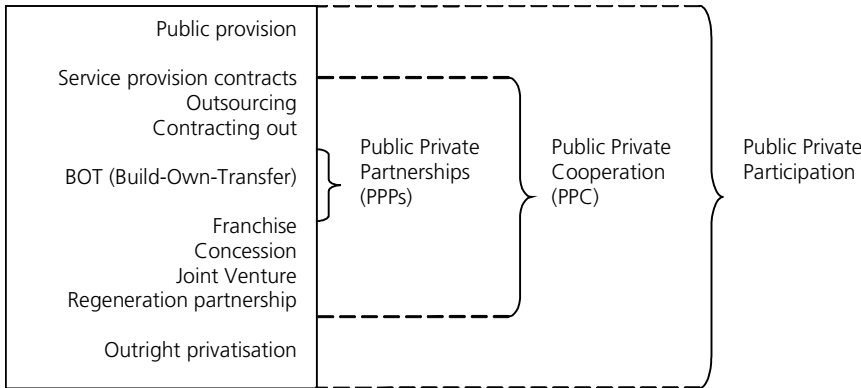 Public provision
Service provision contracts
Outsourcing
Contracting out
BOT (Build-Own-Transfer)
Franchise
Concession
Joint Venture
Regeneration partnership
Outright privatisation
Public Private
Partnerships
(PPPs)
Public Private
Cooperation
(PPC)
Public Private
Participation